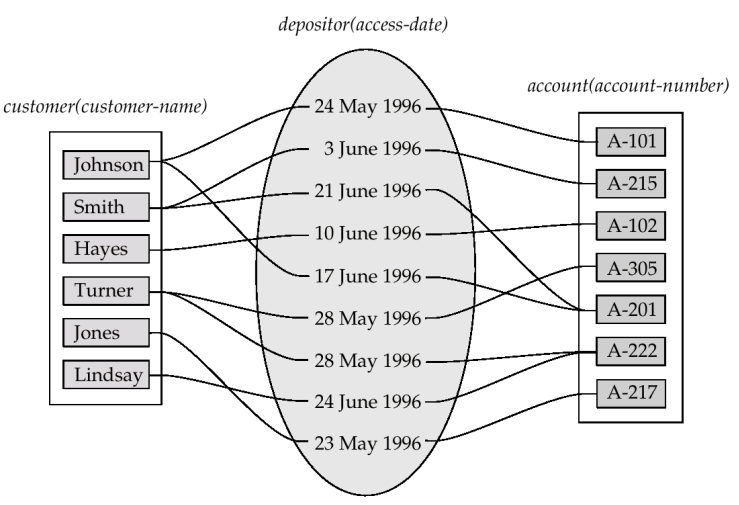 depositor(access-date)
account(account-number)
customer(customer-name)
Johnson
Smith
Hayes
Turner
Jones
Lindsay
24 May 1996
3 June 1996
21 June 1996
10 June 1996
17 June 1996
28 May 1996
28 May 1996
24 June 1996
23 May 1996
A-101
A-215
A-102
A-305
A-201
A-222
A-217